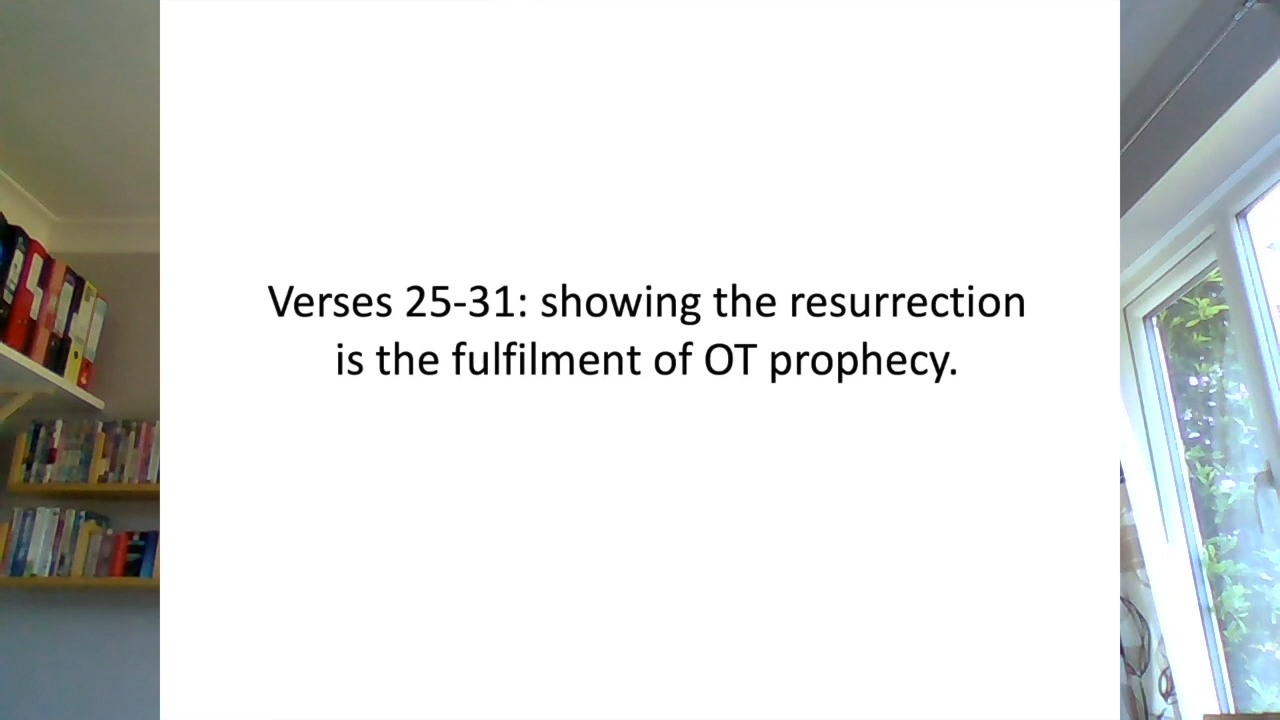 Verses 25-31: showing the resurrection
is the fulfilment of OT prophecy.